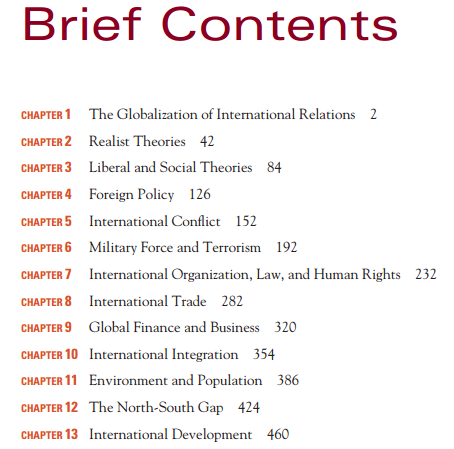 Brief Contents
CHAPTER 1 The Globalization of International Relations 2
CHAPTER 2 Realist Theories 42
CHAPTER 3 Liberal and Social Theories 84
CHAPTER 4 Foreign Policy 126
CHAPTER 5 International Conflict 152
CHAPTER 6 Military Force and Terrorism 192
CHAPTER 7 International Organization, Law, and Human Rights 232
CHAPTER 8 International Trade 282
CHAPTER 9 Global Finance and Business 320
CHAPTER 10 International Integration 354
CHAPTER 11 Environment and Population 386
CHAPTER 12 The North-South Gap 424
CHAPTER 13 International Development 460